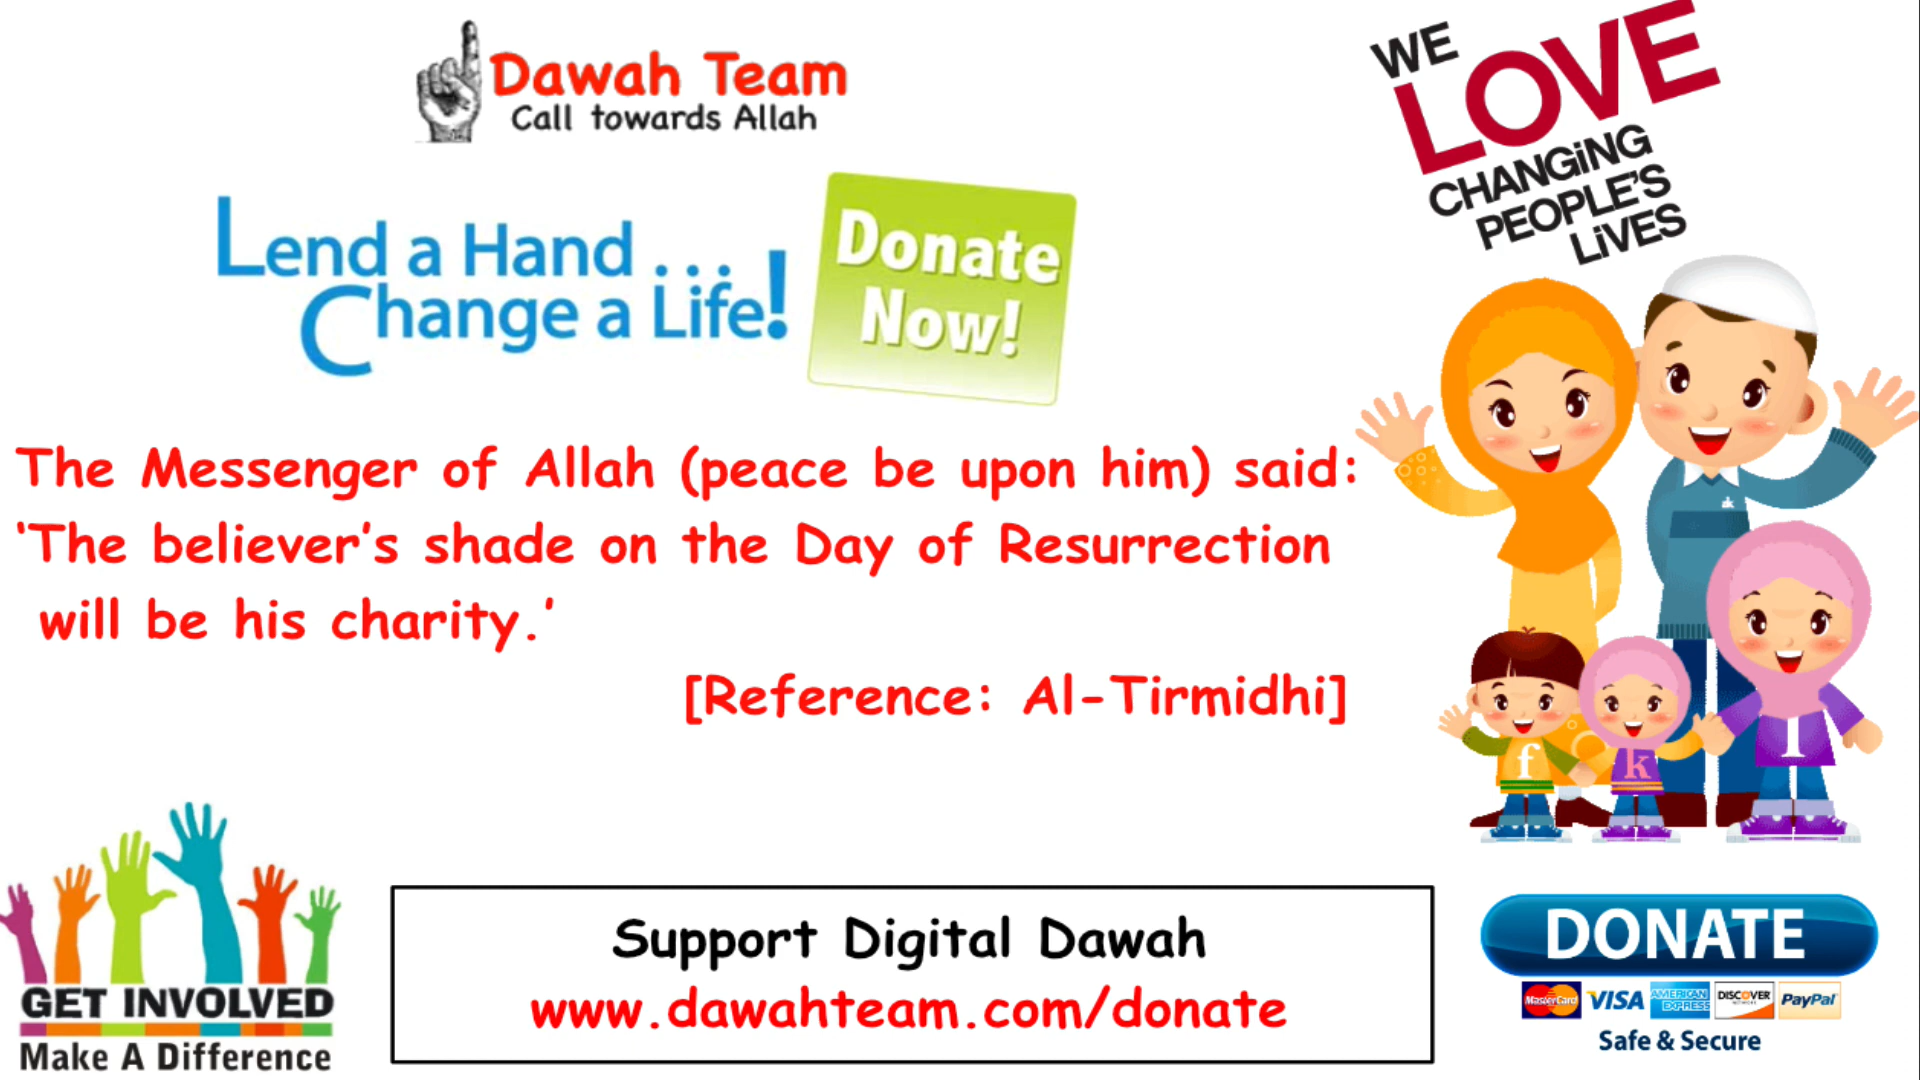 Dawah Team
Call towards Allah
WE
LOVE
CHANGiNG
PEOPLE'S
LiVES
Lend a Hand ...
Change a Life!
Donate
Now!
The Messenger of Allah (peace be upon him) said:
‘The believer’s shade on the Day of Resurrection
will be his charity.’
[Reference: Al-Tirmidhi]
f
k
l
GET INVOLVED
Make A Difference
Support Digital Dawah
www.dawahteam.com/donate
DONATE
MasterCard VISA AMERICAN EXPRESS DISCOVER NETWORK PayPal
Safe & Secure